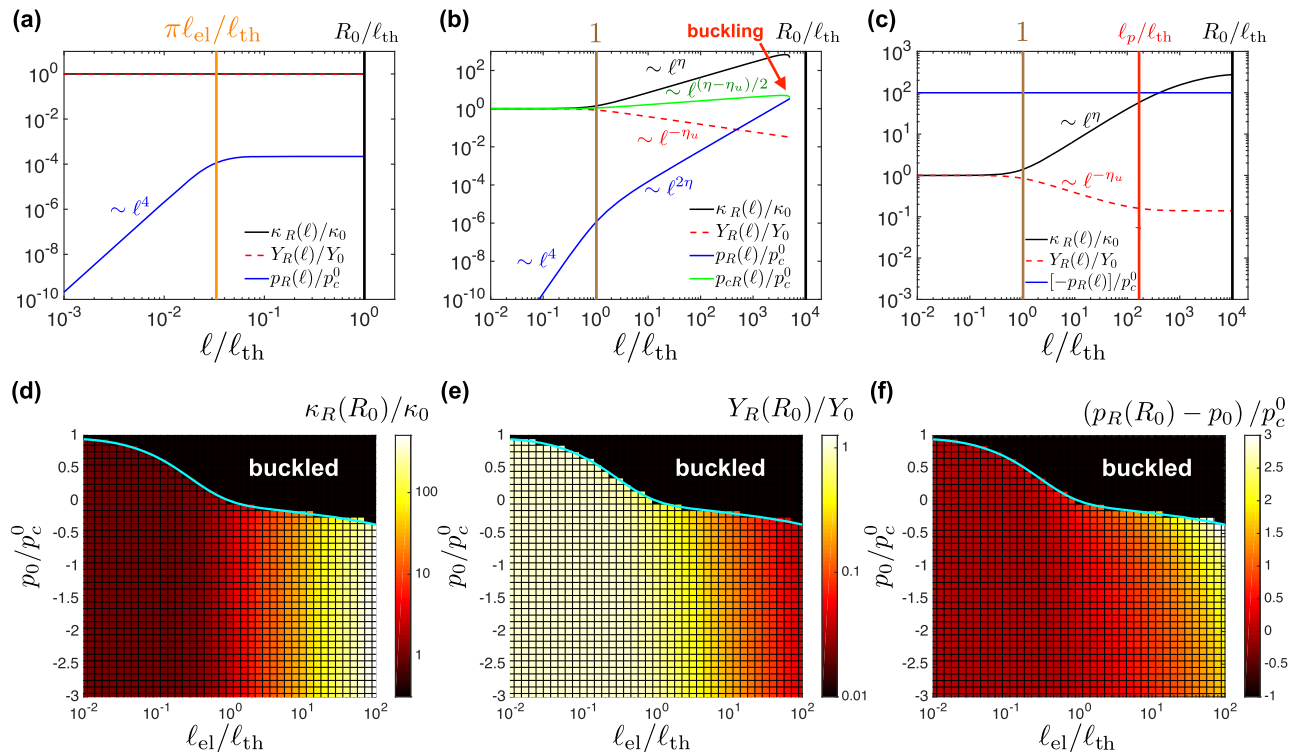 (a)
πℓ_el/ℓ_th
R_0/ℓ_th
10^0
10^-2
10^-4
10^-6
10^-8
10^-10
∼ ℓ^4
κ_R(ℓ)/κ_0
Y_R(ℓ)/Y_0
p_R(ℓ)/p_c^0
10^-3
10^-2
10^-1
10^0
ℓ/ℓ_th
(b)
1
buckling
R_0/ℓ_th
10^2
10^0
10^-2
10^-4
10^-6
10^-8
10^-10
∼ ℓ^η
∼ ℓ^(η−η_u)/2
∼ ℓ^−η_u
∼ ℓ^2η
∼ ℓ^4
κ_R(ℓ)/κ_0
Y_R(ℓ)/Y_0
p_R(ℓ)/p_c^0
p_cR(ℓ)/p_c^0
10^-2
10^-1
10^0
10^1
10^2
10^3
10^4
ℓ/ℓ_th
(c)
1
ℓ_p/ℓ_th
R_0/ℓ_th
10^3
10^2
10^1
10^0
10^-1
10^-2
10^-3
∼ ℓ^η
∼ ℓ^−η_u
κ_R(ℓ)/κ_0
Y_R(ℓ)/Y_0
[−p_R(ℓ)]/p_c^0
10^-2
10^-1
10^0
10^1
10^2
10^3
10^4
ℓ/ℓ_th
(d)
κ_R(R_0)/κ_0
buckled
p_0/p_c^0
1
0.5
0
-0.5
-1
-1.5
-2
-2.5
-3
10^-2
10^-1
10^0
10^1
10^2
ℓ_el/ℓ_th
100
10
1
(e)
Y_R(R_0)/Y_0
buckled
p_0/p_c^0
1
0.5
0
-0.5
-1
-1.5
-2
-2.5
-3
10^-2
10^-1
10^0
10^1
10^2
ℓ_el/ℓ_th
1
0.1
0.01
(f)
(p_R(R_0) − p_0) /p_c^0
buckled
p_0/p_c^0
1
0.5
0
-0.5
-1
-1.5
-2
-2.5
-3
10^-2
10^-1
10^0
10^1
10^2
ℓ_el/ℓ_th
3
2.5
2
1.5
1
0.5
0
-0.5
-1